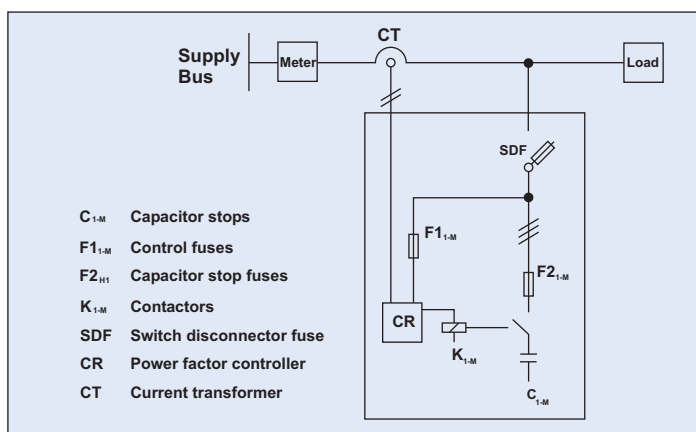 CT
Supply
Bus
Meter
Load
SDF
F1₁₋M
F2₁₋M
CR
K₁₋M
C₁₋M
C₁₋M Capacitor stops
F1₁₋M Control fuses
F2H1 Capacitor stop fuses
K₁₋M Contactors
SDF Switch disconnector fuse
CR Power factor controller
CT Current transformer